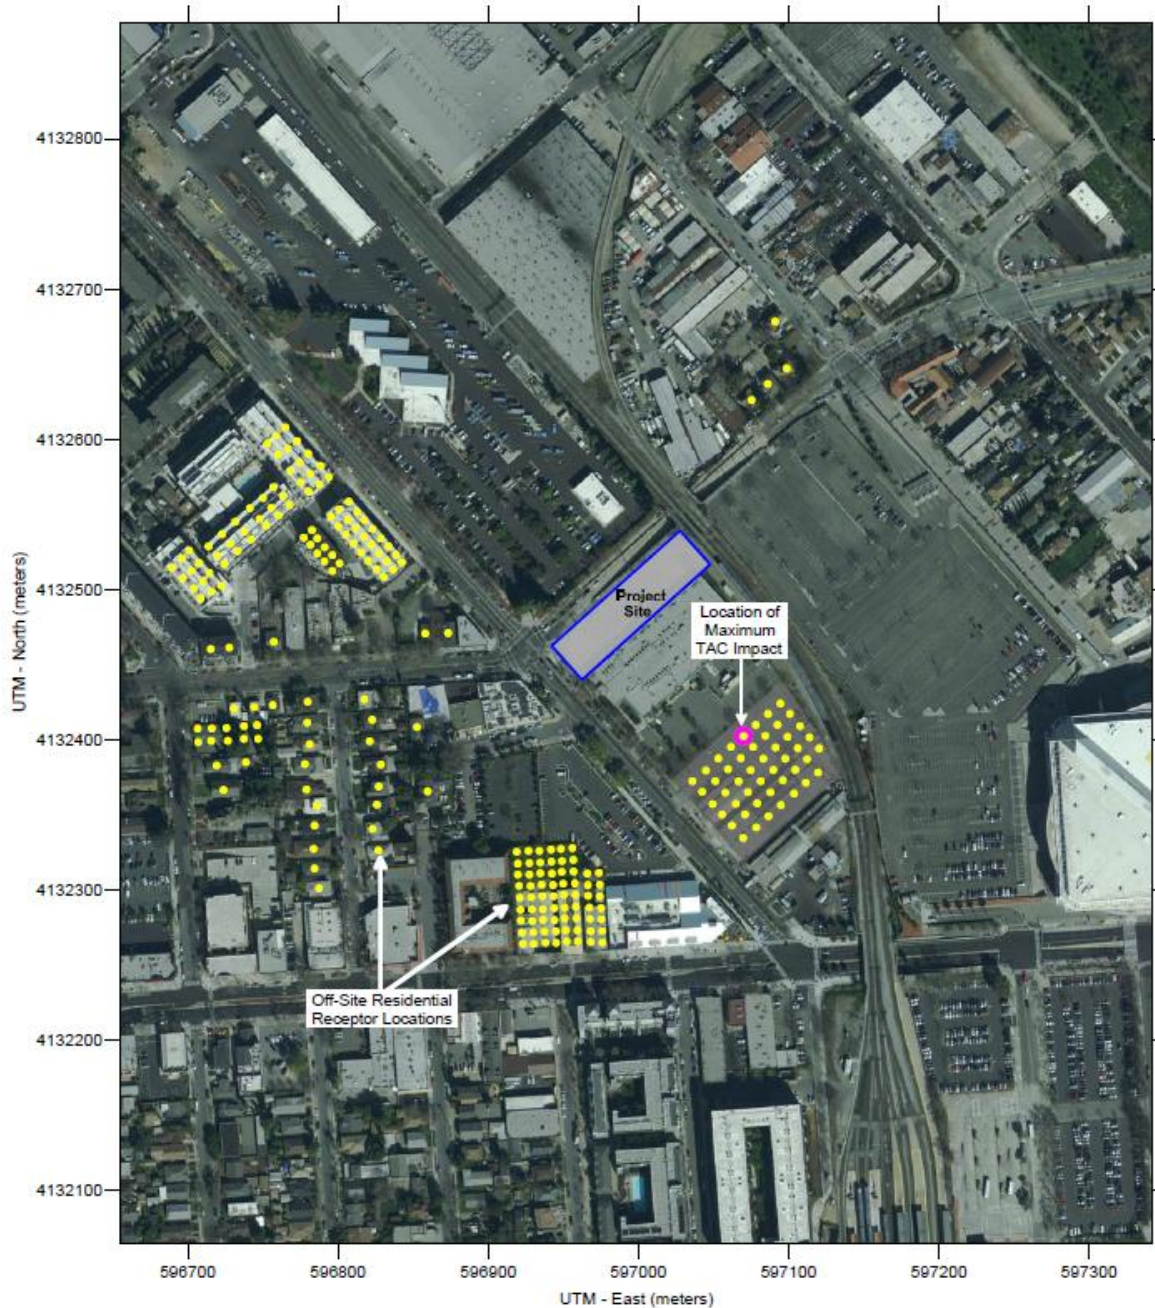 4132800
4132700
4132600
4132500
4132400
4132300
4132200
4132100
UTM - North (meters)
Project
Site
Location of
Maximum
TAC Impact
Off-Site Residential
Receptor Locations
596700
596800
596900
597000
597100
597200
597300
UTM - East (meters)